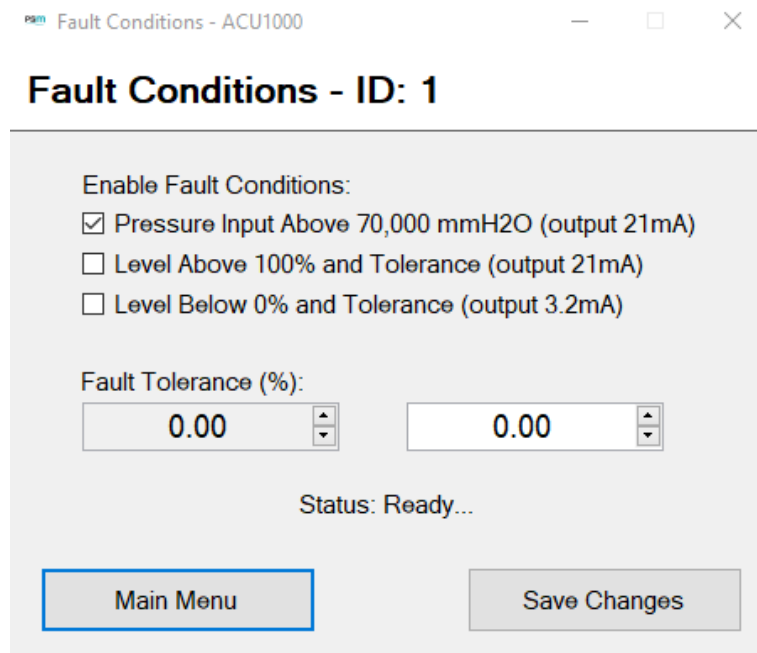 PSM Fault Conditions - ACU1000
Fault Conditions - ID: 1
Enable Fault Conditions:
Pressure Input Above 70,000 mmH2O (output 21mA)
Level Above 100% and Tolerance (output 21mA)
Level Below 0% and Tolerance (output 3.2mA)
Fault Tolerance (%):
0.00 0.00
Status: Ready...
Main Menu Save Changes